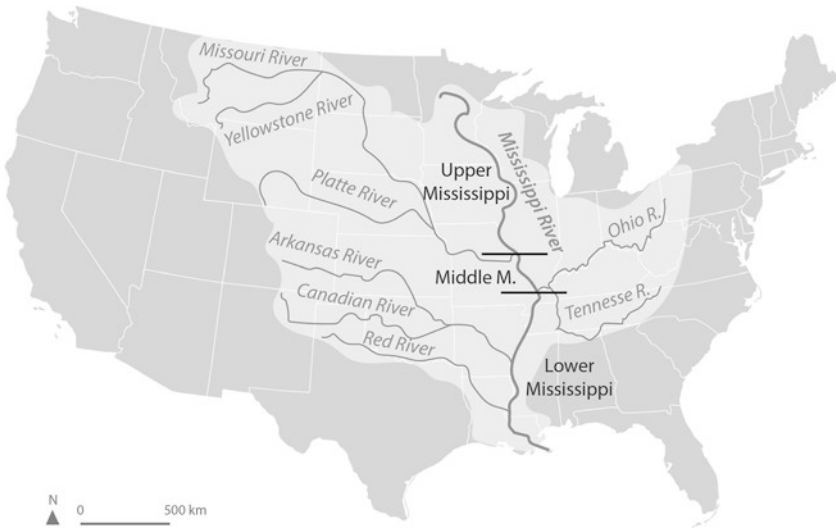 Missouri River
Yellowstone River
Upper
Mississippi
Mississippi River
Platte River
Ohio R.
Arkansas River
Middle M.
Canadian River
Tennesse R.
Red River
Lower
Mississippi
N
0
500 km